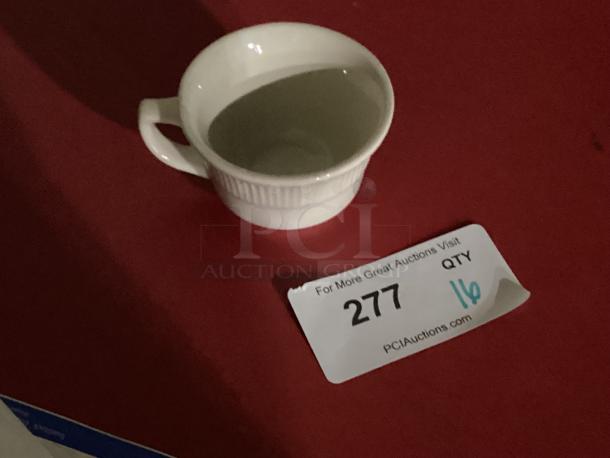 PCI
AUCTION GROUP
For More Great Auctions Visit
277
QTY
16
PCIAuctions.com